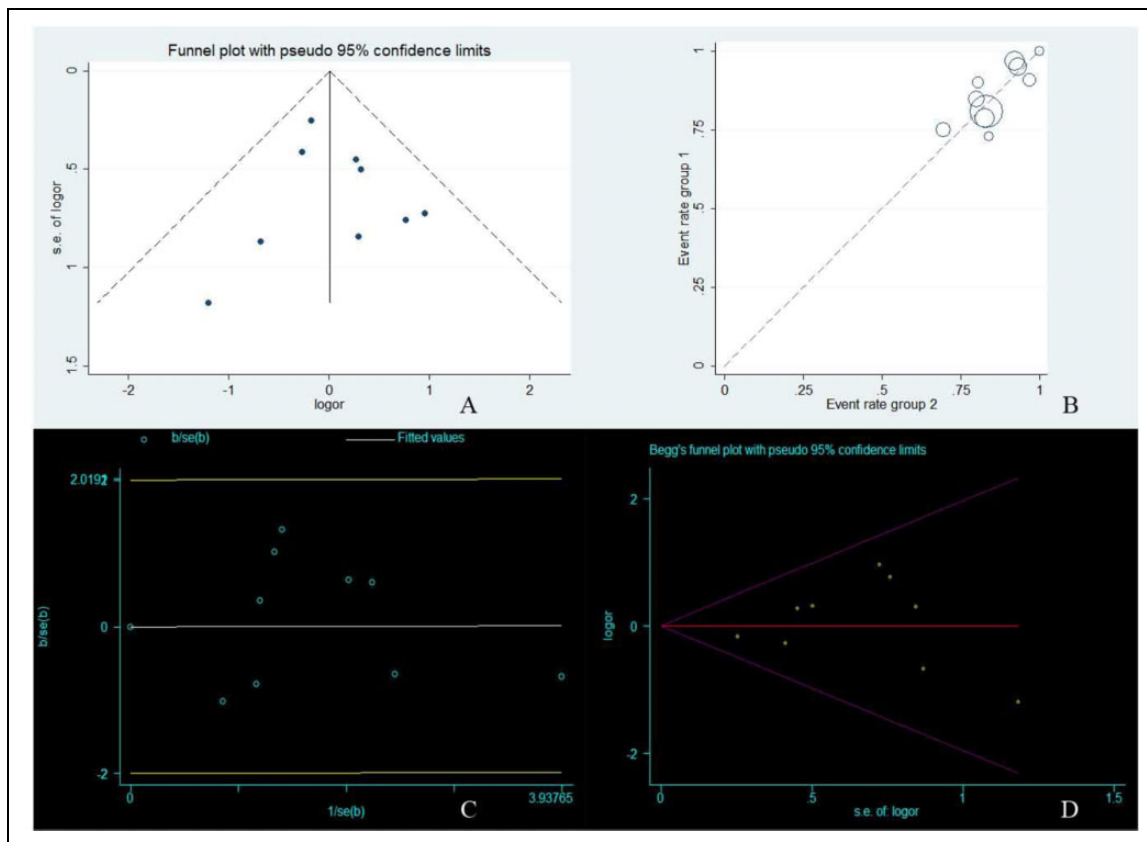 Funnel plot with pseudo 95% confidence limits
0
.5
1
1.5
s.e. of logor
-2
-1
0
1
2
logor
A
1
.75
.5
.25
0
Event rate group 1
0
.25
.5
.75
1
Event rate group 2
B
b/se(b)
Fitted values
2.0192
0
-2
b/se(b)
0
3.93765
1/se(b)
C
Begg's funnel plot with pseudo 95% confidence limits
2
0
-2
logor
0
.5
1
1.5
s.e. of: logor
D